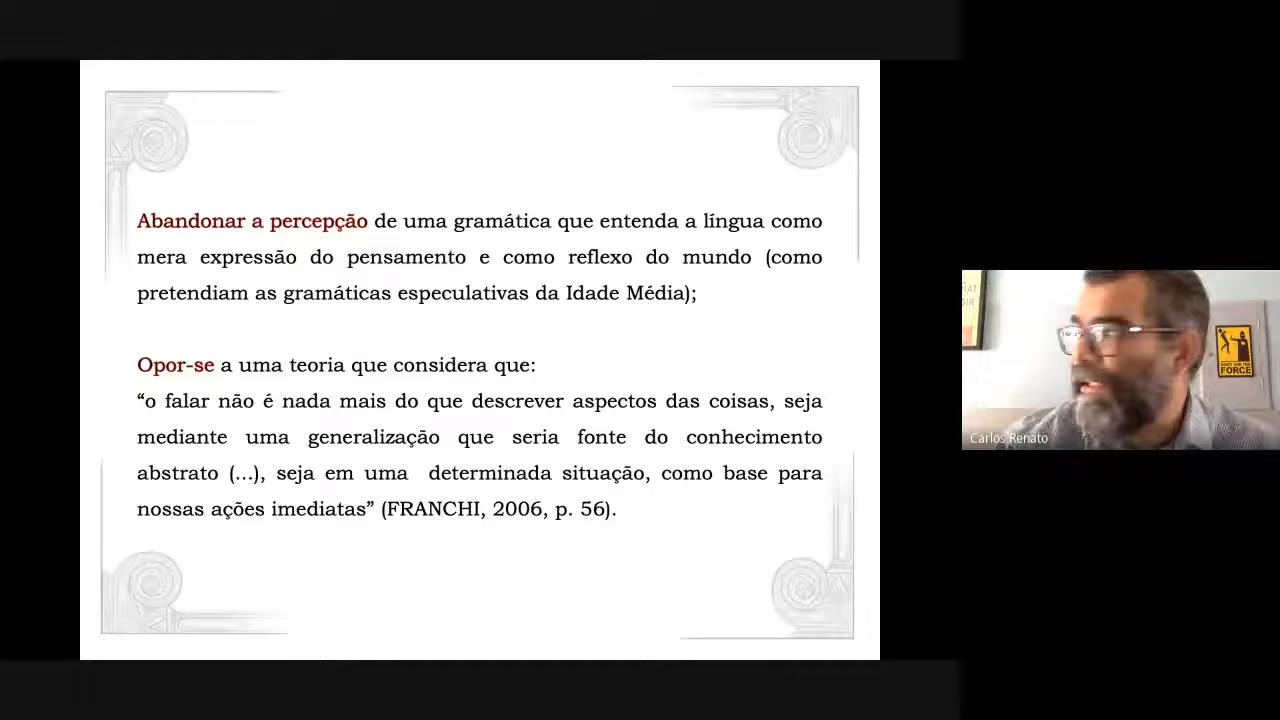 Abandonar a percepção de uma gramática que entenda a língua como
mera expressão do pensamento e como reflexo do mundo (como
pretendiam as gramáticas especulativas da Idade Média);
Opor-se a uma teoria que considera que:
“o falar não é nada mais do que descrever aspectos das coisas, seja
mediante uma generalização que seria fonte do conhecimento
abstrato (...), seja em uma determinada situação, como base para
nossas ações imediatas” (FRANCHI, 2006, p. 56).
FORCE
Carlos Renato